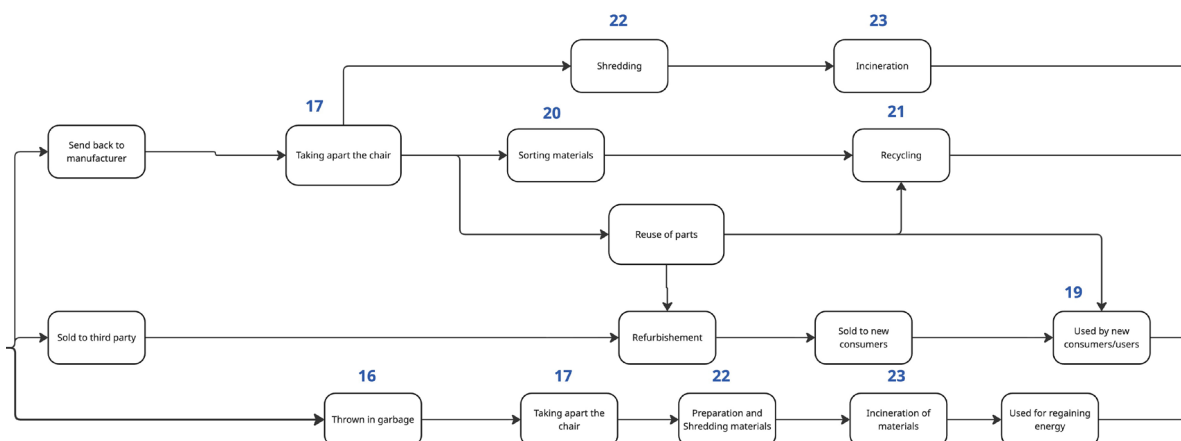 22
23
Shredding
Incineration
17
20
21
Send back to
manufacturer
Taking apart the chair
Sorting materials
Recycling
Reuse of parts
19
Sold to third party
Refurbishement
Sold to new
consumers
Used by new
consumers/users
16
17
22
23
Thrown in garbage
Taking apart the
chair
Preparation and
Shredding materials
Incineration of
materials
Used for regaining
energy